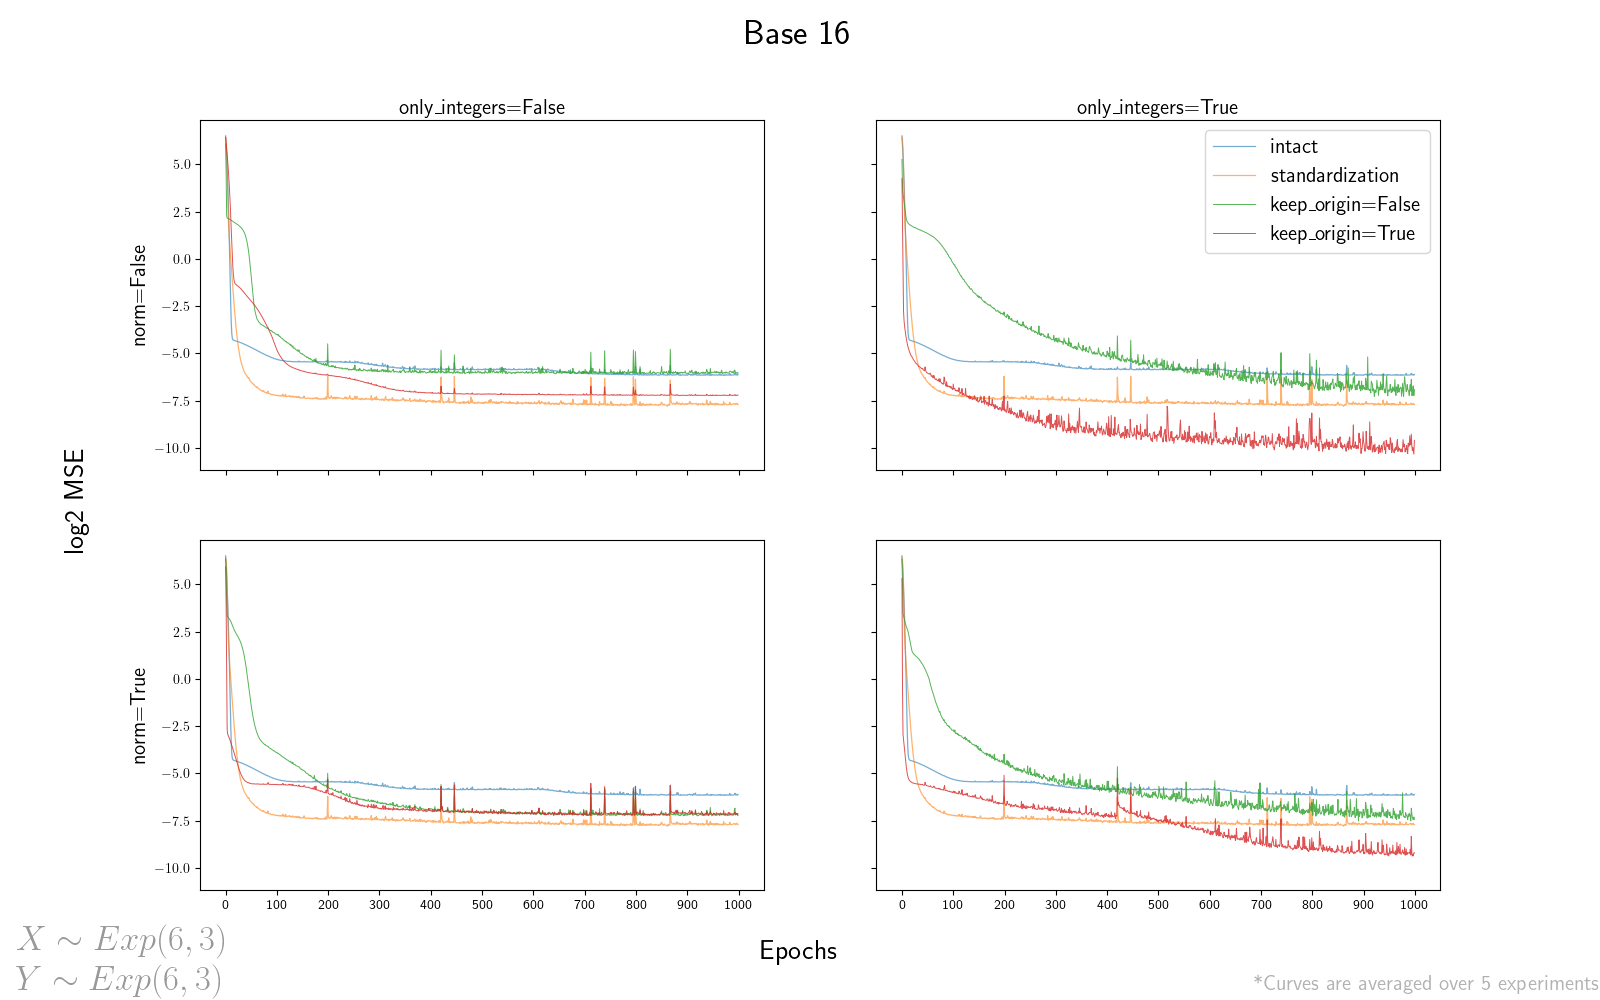 Base 16
only_integers=False
only_integers=True
intact
standardization
keep_origin=False
keep_origin=True
norm=False
5.0
2.5
0.0
−2.5
−5.0
−7.5
−10.0
log2 MSE
norm=True
5.0
2.5
0.0
−2.5
−5.0
−7.5
−10.0
0 100 200 300 400 500 600 700 800 900 1000
0 100 200 300 400 500 600 700 800 900 1000
Epochs
X ∼ Exp(6, 3)
Y ∼ Exp(6, 3)
*Curves are averaged over 5 experiments